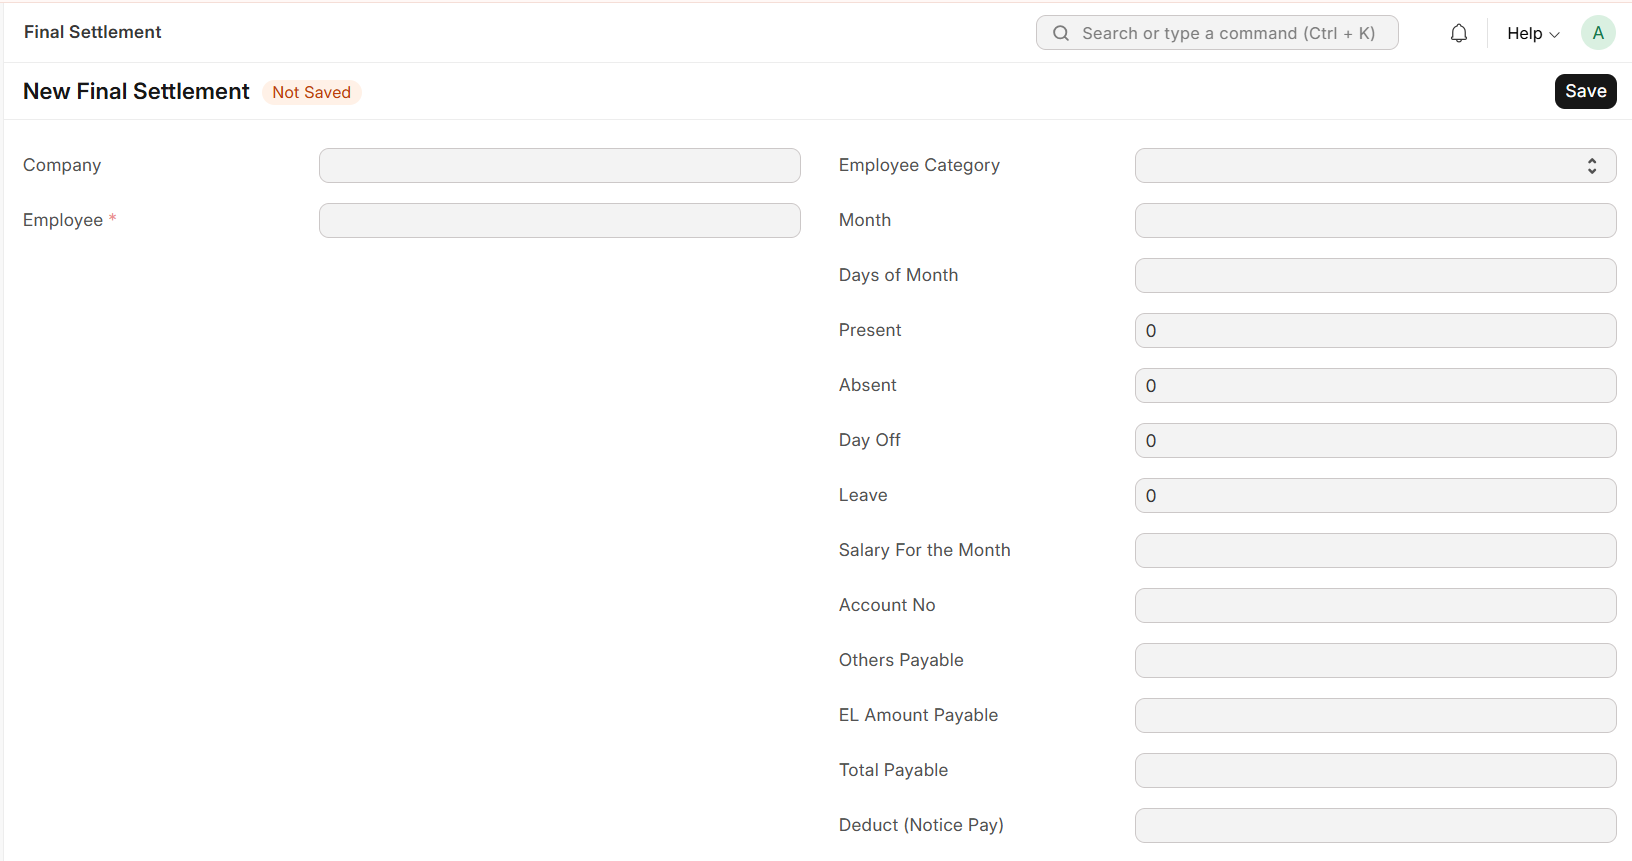 Final Settlement
Search or type a command (Ctrl + K)
Help
A
New Final Settlement
Not Saved
Save
Company
Employee *
Employee Category
Month
Days of Month
Present
0
Absent
0
Day Off
0
Leave
0
Salary For the Month
Account No
Others Payable
EL Amount Payable
Total Payable
Deduct (Notice Pay)